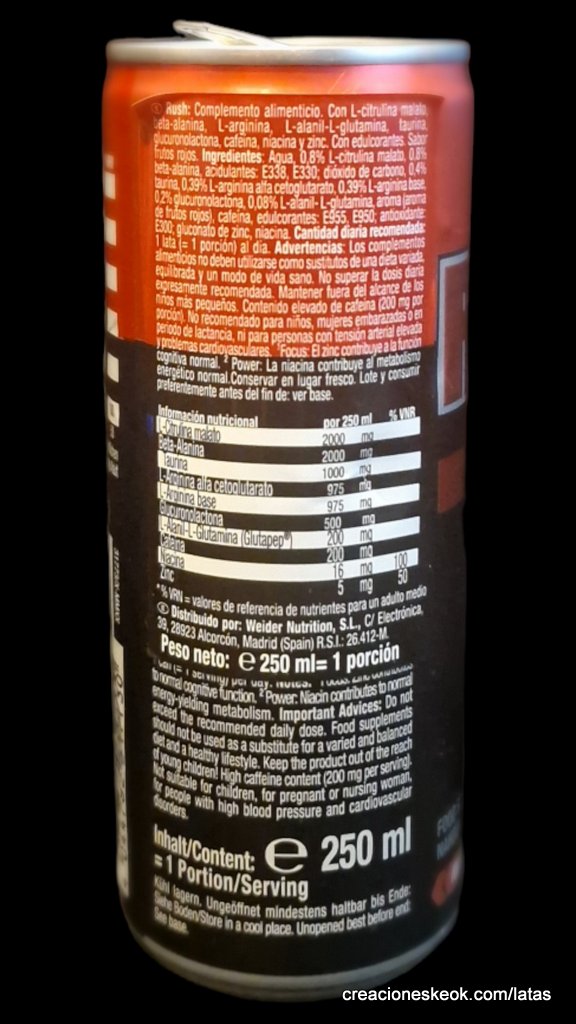 Rush: Complemento alimenticio. Con L-citrulina malato,
beta-alanina, L-arginina, L-alanil-L-glutamina, taurina,
glucuronolactona, cafeína, niacina y zinc. Con edulcorantes. Sabor
frutos rojos. Ingredientes: Agua, 0,8% L-citrulina malato, 0,8%
beta-alanina, acidulantes: E338, E330; dióxido de carbono, 0,4%
taurina, 0,39% L-arginina alfa cetoglutarato, 0,39% L-arginina base,
0,2% glucuronolactona, 0,08% L-alanil- L-glutamina, aroma (aroma
de frutos rojos), cafeína, edulcorantes: E955, E950; antioxidante:
E300; gluconato de zinc, niacina. Cantidad diaria recomendada:
1 lata (= 1 porción) al día. Advertencias: Los complementos
alimenticios no deben utilizarse como sustitutos de una dieta variada,
equilibrada y un modo de vida sano. No superar la dosis diaria
expresamente recomendada. Mantener fuera del alcance de los
niños más pequeños. Contenido elevado de cafeína (200 mg por
porción). No recomendado para niños, mujeres embarazadas o en
periodo de lactancia, ni para personas con tensión arterial elevada
y problemas cardiovasculares. ¹Focus: El zinc contribuye a la función
cognitiva normal. ² Power: La niacina contribuye al metabolismo
energético normal.Conservar en lugar fresco. Lote y consumir
preferentemente antes del fin de: ver base.
Información nutricional por 250 ml % VNR
L-Citrulina malato 2000 mg
Beta-Alanina 2000 mg
Taurina 1000 mg
L-Arginina alfa cetoglutarato 975 mg
L-Arginina base 975 mg
Glucuronolactona 500 mg
L-Alanil-L-Glutamina (Glutapep®) 200 mg
Cafeína 200 mg
Niacina 16 mg 100
Zinc 5 mg 50
*% VRN = valores de referencia de nutrientes para un adulto medio
Distribuido por: Weider Nutrition, S.L., C/ Electrónica,
39, 28923 Alcorcón, Madrid (Spain) R.S.I.: 26.412-M.
Peso neto: e 250 ml= 1 porción
can (= 1 serving) per day. Notes: ¹ Focus: Zinc contributes
to normal cognitive function, ² Power: Niacin contributes to normal
energy-yielding metabolism. Important Advices: Do not
exceed the recommended daily dose. Food supplements
should not be used as a substitute for a varied and balanced
diet and a healthy lifestyle. Keep the product out of the reach
of young children! High caffeine content (200 mg per serving).
Not suitable for children, for pregnant or nursing woman,
for people with high blood pressure and cardiovascular
disorders.
Inhalt/Content: e 250 ml
= 1 Portion/Serving
Kühl lagern. Ungeöffnet mindestens haltbar bis Ende:
Siehe Boden/Store in a cool place. Unopened best before end:
See base.
creacioneskeok.com/latas